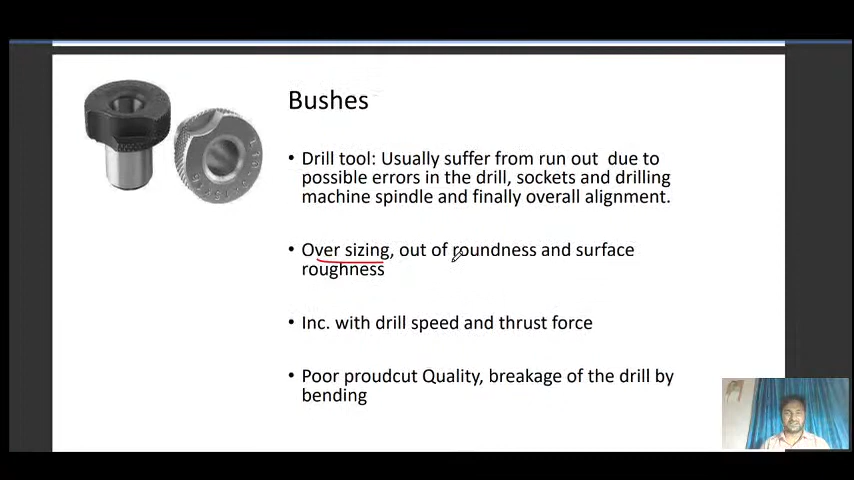 Bushes
• Drill tool: Usually suffer from run out due to
possible errors in the drill, sockets and drilling
machine spindle and finally overall alignment.
• Over sizing, out of roundness and surface
roughness
• Inc. with drill speed and thrust force
• Poor proudcut Quality, breakage of the drill by
bending